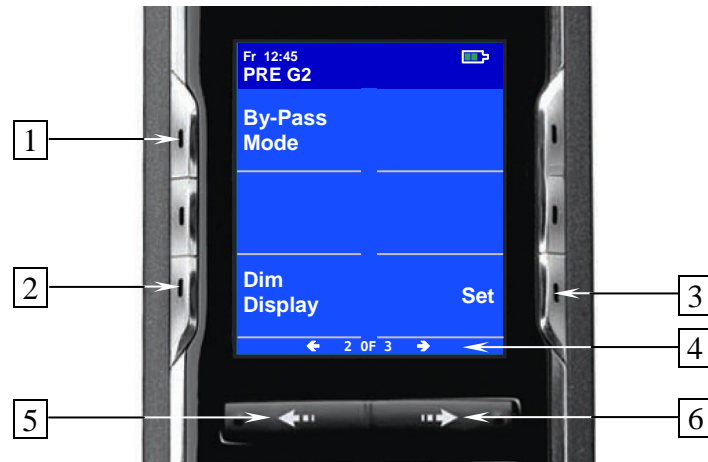 Fr 12:45
PRE G2
By-Pass
Mode
1
2
Dim
Display
Set
3
← 2 OF 3 →
4
5
6